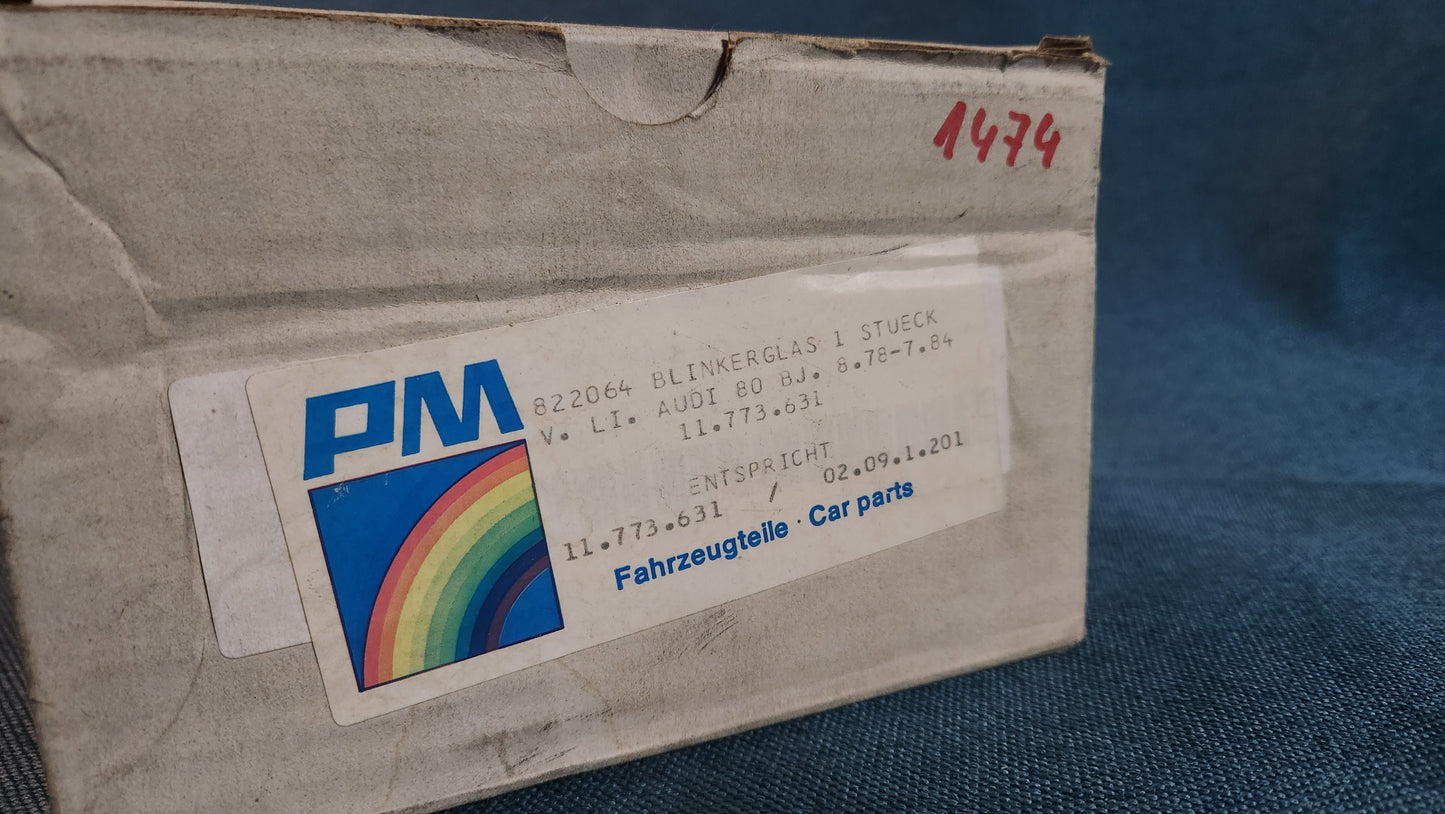 1474
PM
822064 BLINKERGLAS 1 STUECK
V. LI. AUDI 80 BJ. 8.78-7.84
11.773.631
ENTSPRICHT
11.773.631 / 02.09.1.201
Fahrzeugteile · Car parts